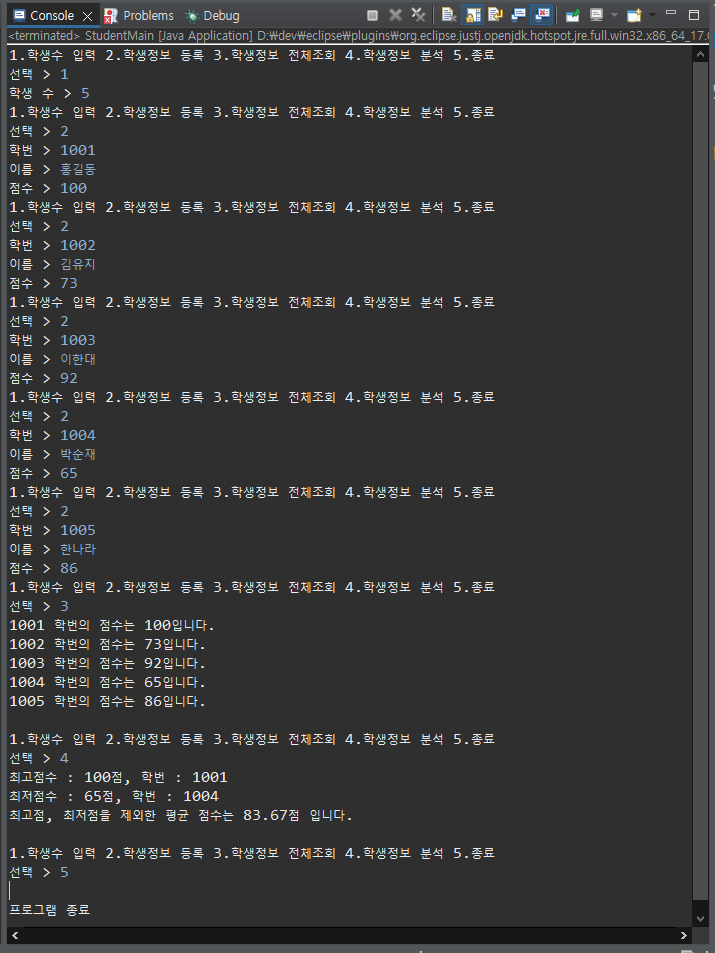 Console Problems Debug
<terminated> StudentMain [Java Application] D:₩dev₩eclipse₩plugins₩org.eclipse.justj.openjdk.hotspot.jre.full.win32.x86_64_17.0
1.학생수 입력 2.학생정보 등록 3.학생정보 전체조회 4.학생정보 분석 5.종료
선택 > 1
학생 수 > 5
1.학생수 입력 2.학생정보 등록 3.학생정보 전체조회 4.학생정보 분석 5.종료
선택 > 2
학번 > 1001
이름 > 홍길동
점수 > 100
1.학생수 입력 2.학생정보 등록 3.학생정보 전체조회 4.학생정보 분석 5.종료
선택 > 2
학번 > 1002
이름 > 김유지
점수 > 73
1.학생수 입력 2.학생정보 등록 3.학생정보 전체조회 4.학생정보 분석 5.종료
선택 > 2
학번 > 1003
이름 > 이한대
점수 > 92
1.학생수 입력 2.학생정보 등록 3.학생정보 전체조회 4.학생정보 분석 5.종료
선택 > 2
학번 > 1004
이름 > 박순재
점수 > 65
1.학생수 입력 2.학생정보 등록 3.학생정보 전체조회 4.학생정보 분석 5.종료
선택 > 2
학번 > 1005
이름 > 한나라
점수 > 86
1.학생수 입력 2.학생정보 등록 3.학생정보 전체조회 4.학생정보 분석 5.종료
선택 > 3
1001 학번의 점수는 100입니다.
1002 학번의 점수는 73입니다.
1003 학번의 점수는 92입니다.
1004 학번의 점수는 65입니다.
1005 학번의 점수는 86입니다.
1.학생수 입력 2.학생정보 등록 3.학생정보 전체조회 4.학생정보 분석 5.종료
선택 > 4
최고점수 : 100점, 학번 : 1001
최저점수 : 65점, 학번 : 1004
최고점, 최저점을 제외한 평균 점수는 83.67점 입니다.
1.학생수 입력 2.학생정보 등록 3.학생정보 전체조회 4.학생정보 분석 5.종료
선택 > 5
프로그램 종료